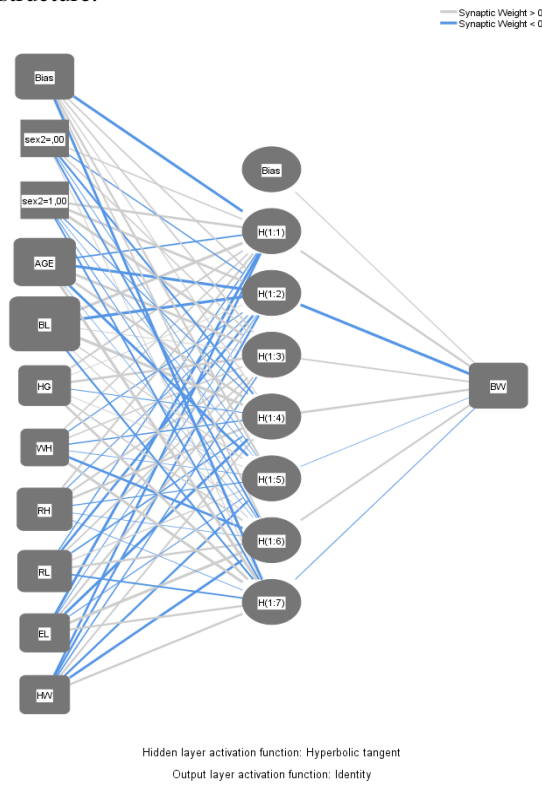 structure.
Synaptic Weight > 0
Synaptic Weight < 0
Bias
sex2=,00
sex2=1,00
AGE
BL
HG
WH
RH
RL
EL
HW
Bias
H(1:1)
H(1:2)
H(1:3)
H(1:4)
H(1:5)
H(1:6)
H(1:7)
BW
Hidden layer activation function: Hyperbolic tangent
Output layer activation function: Identity